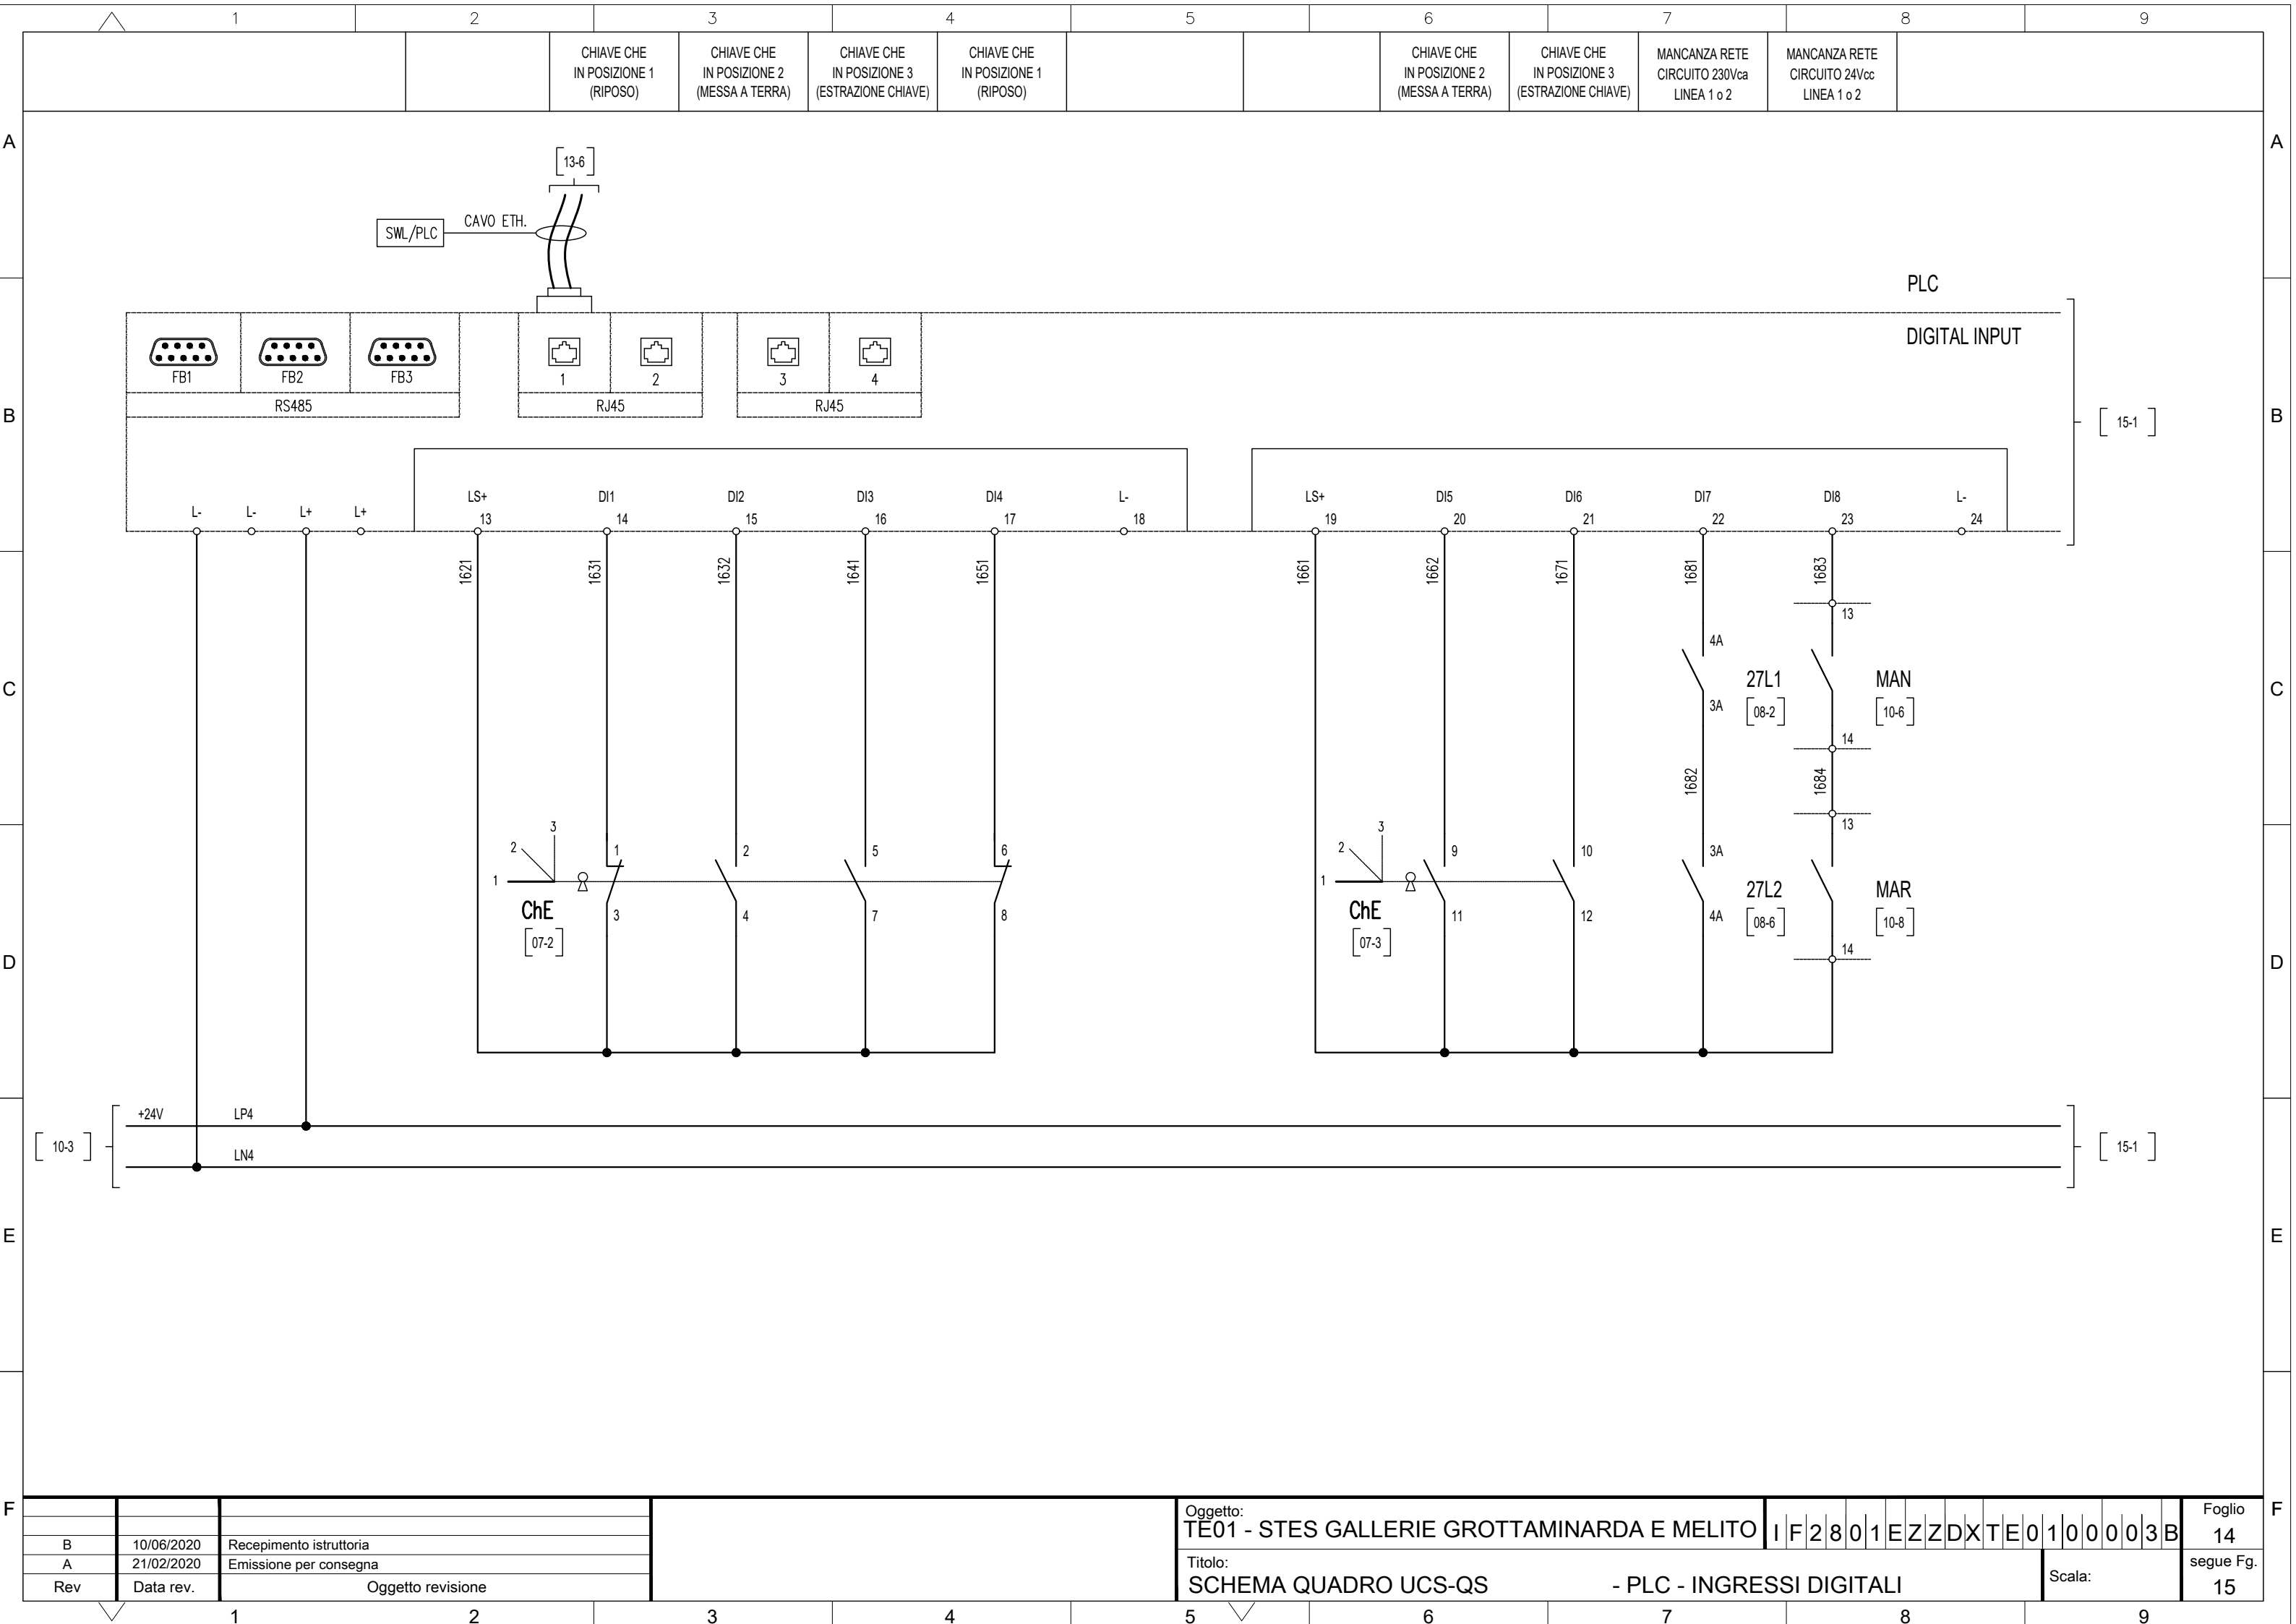 1 2 3 4 5 6 7 8 9
CHIAVE CHE
IN POSIZIONE 1
(RIPOSO)
CHIAVE CHE
IN POSIZIONE 2
(MESSA A TERRA)
CHIAVE CHE
IN POSIZIONE 3
(ESTRAZIONE CHIAVE)
CHIAVE CHE
IN POSIZIONE 1
(RIPOSO)
CHIAVE CHE
IN POSIZIONE 2
(MESSA A TERRA)
CHIAVE CHE
IN POSIZIONE 3
(ESTRAZIONE CHIAVE)
MANCANZA RETE
CIRCUITO 230Vca
LINEA 1 o 2
MANCANZA RETE
CIRCUITO 24Vcc
LINEA 1 o 2
A A
13-6
SWL/PLC CAVO ETH.
PLC
DIGITAL INPUT
FB1 FB2 FB3 1 2 3 4
RS485 RJ45 RJ45
B B
15-1
L- L- L+ L+ LS+ DI1 DI2 DI3 DI4 L- LS+ DI5 DI6 DI7 DI8 L-
13 14 15 16 17 18 19 20 21 22 23 24
1621 1631 1632 1641 1651 1661 1662 1671 1681 1683
13
4A
27L1 MAN
C C
3A 08-2 10-6
14
1682 1684
13
3 3
2 1 2 5 6 2 9 10 3A
1 1
27L2 MAR
ChE ChE
3 4 7 8 11 12 4A 08-6 10-8
07-2 07-3
14
D D
+24V LP4
10-3 15-1
LN4
E E
F F
B 10/06/2020 Recepimento istruttoria
A 21/02/2020 Emissione per consegna
Rev Data rev. Oggetto revisione
Oggetto:
TE01 - STES GALLERIE GROTTAMINARDA E MELITO
IF2801EZZDXTE0100003B
Foglio
14
Titolo:
SCHEMA QUADRO UCS-QS - PLC - INGRESSI DIGITALI
Scala:
segue Fg.
15
1 2 3 4 5 6 7 8 9